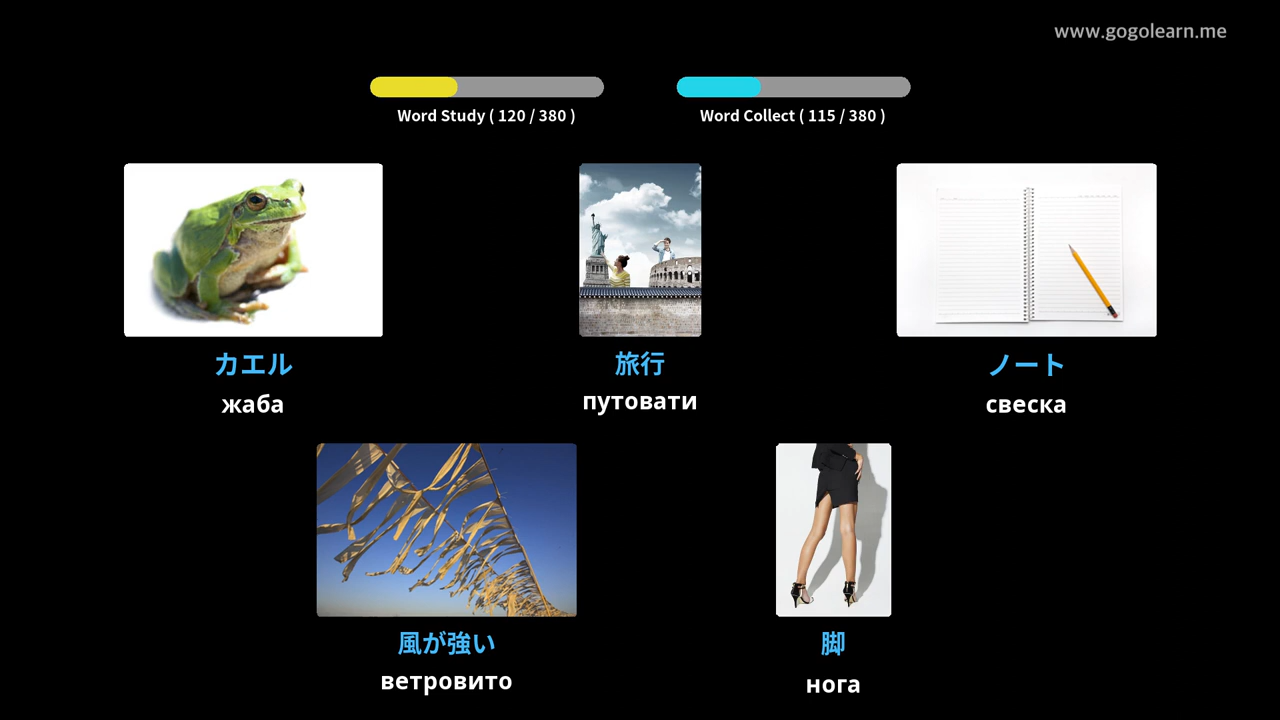 www.gogolearn.me
Word Study ( 120 / 380 )
Word Collect ( 115 / 380 )
カエル
жаба
旅行
путовати
ノート
свеска
風が強い
ветровито
脚
нога